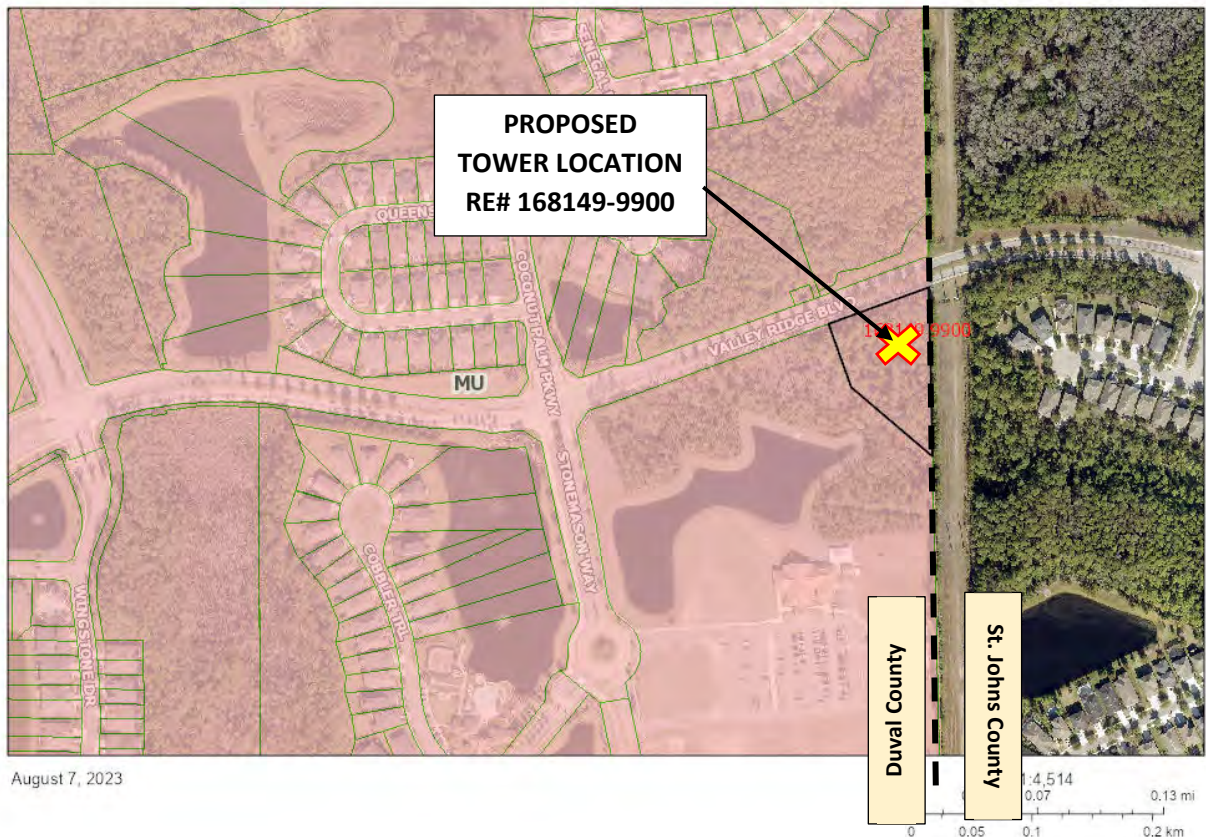 SENEGAL
PROPOSED
TOWER LOCATION
RE# 168149-9900
QUEENS
COCONUT PALM PKWY
VALLEY RIDGE BLV
MU
STONEMASON WAY
COBBLER TRL
WINGSTONE DR
Duval County
St. Johns County
August 7, 2023
1:4,514
0.07
0.13 mi
0
0.05
0.1
0.2 km